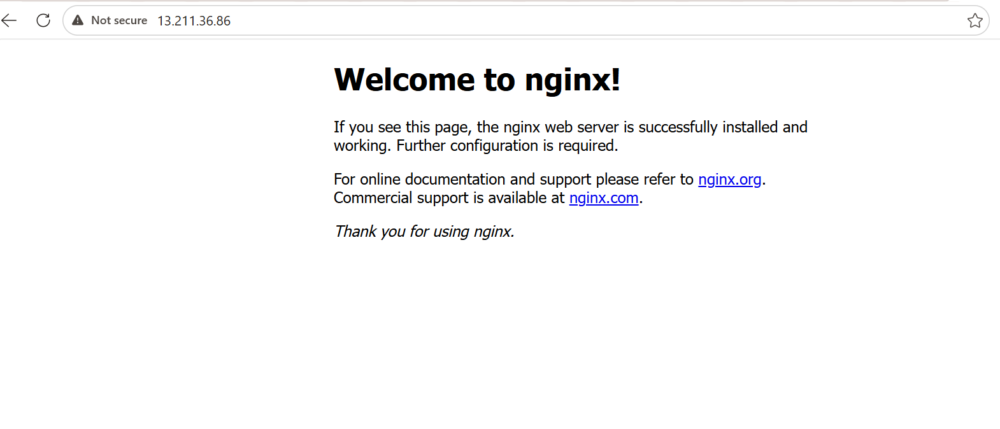 Not secure 13.211.36.86
Welcome to nginx!
If you see this page, the nginx web server is successfully installed and
working. Further configuration is required.
For online documentation and support please refer to nginx.org.
Commercial support is available at nginx.com.
Thank you for using nginx.